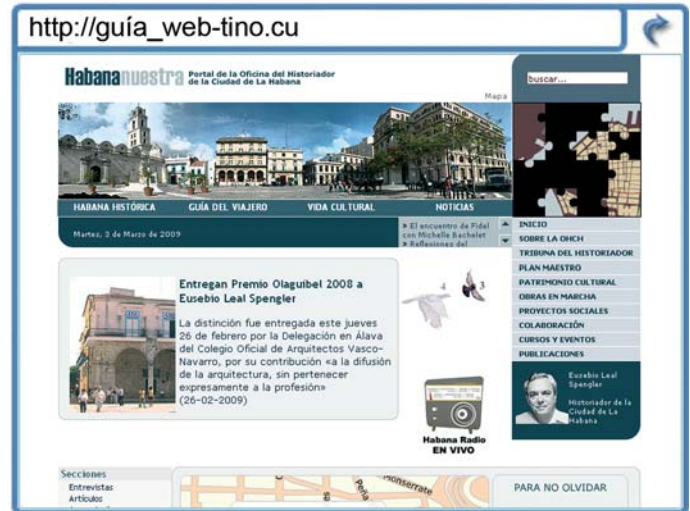 http://guía_web-tino.cu
Habananuestra
Portal de la Oficina del Historiador
de la Ciudad de La Habana
Mapa
buscar...
HABANA HISTÓRICA GUÍA DEL VIAJERO VIDA CULTURAL NOTICIAS
Martes, 3 de Marzo de 2009
» El encuentro de Fidel
con Michelle Bachelet
» Reflexiones del
INICIO
SOBRE LA OHCH
TRIBUNA DEL HISTORIADOR
PLAN MAESTRO
PATRIMONIO CULTURAL
OBRAS EN MARCHA
PROYECTOS SOCIALES
COLABORACIÓN
CURSOS Y EVENTOS
PUBLICACIONES
Entregan Premio Olaguibel 2008 a
Eusebio Leal Spengler
La distinción fue entregada este jueves
26 de febrero por la Delegación en Álava
del Colegio Oficial de Arquitectos Vasco-
Navarro, por su contribución «a la difusión
de la arquitectura, sin pertenecer
expresamente a la profesión»
(26-02-2009)
4 3
Habana Radio
EN VIVO
Eusebio Leal
Spengler
Historiador de la
Ciudad de La
Habana
Secciones
Entrevistas
Artículos
Peña
Monserrate
PARA NO OLVIDAR